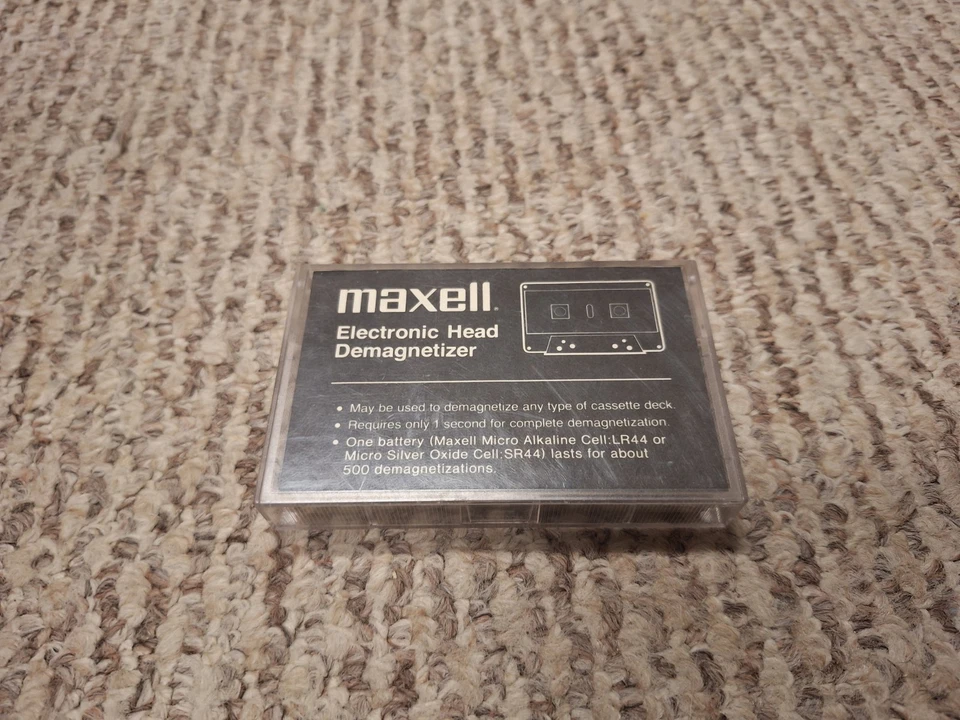 maxell.
Electronic Head
Demagnetizer
• May be used to demagnetize any type of cassette deck.
• Requires only 1 second for complete demagnetization.
• One battery (Maxell Micro Alkaline Cell:LR44 or
Micro Silver Oxide Cell:SR44) lasts for about
500 demagnetizations.